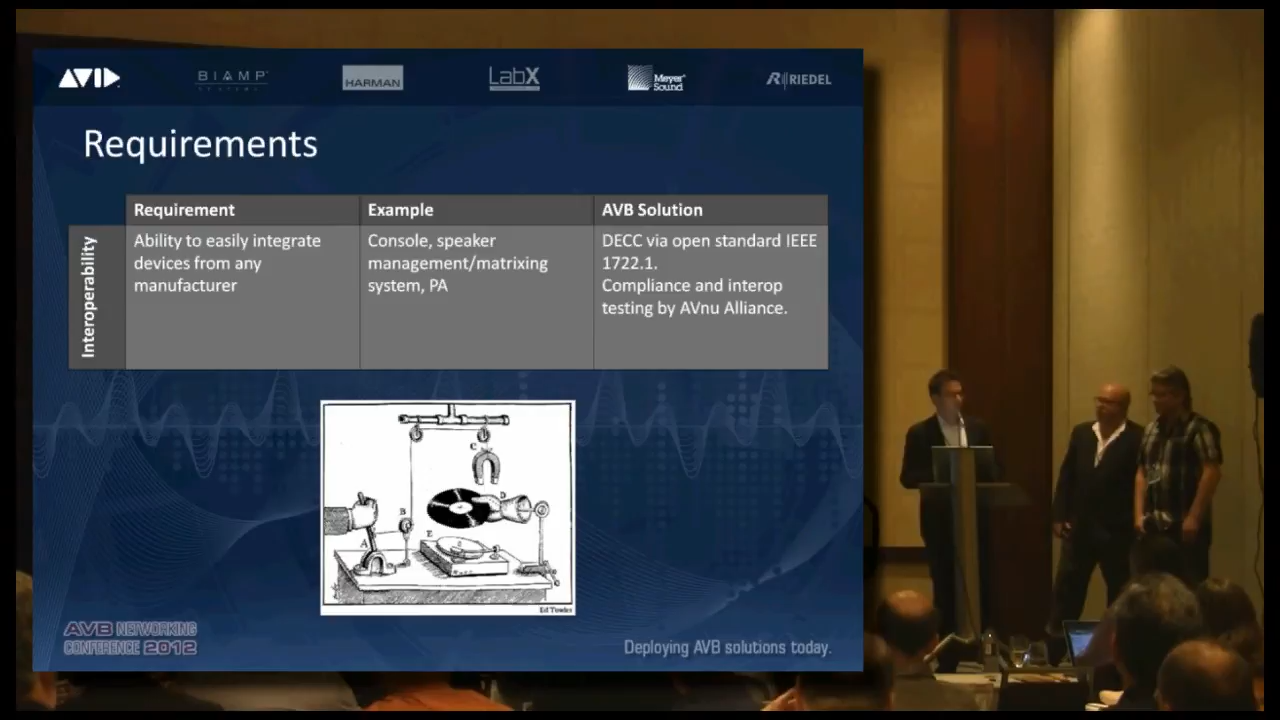 AVID
BIAMP
SYSTEMS
HARMAN
LabX
Meyer
Sound
RIEDEL
Requirements
Requirement
Example
AVB Solution
Interoperability
Ability to easily integrate
devices from any
manufacturer
Console, speaker
management/matrixing
system, PA
DECC via open standard IEEE
1722.1.
Compliance and interop
testing by AVnu Alliance.
A
B
C
D
E
AVB NETWORKING
CONFERENCE 2012
Deploying AVB solutions today.